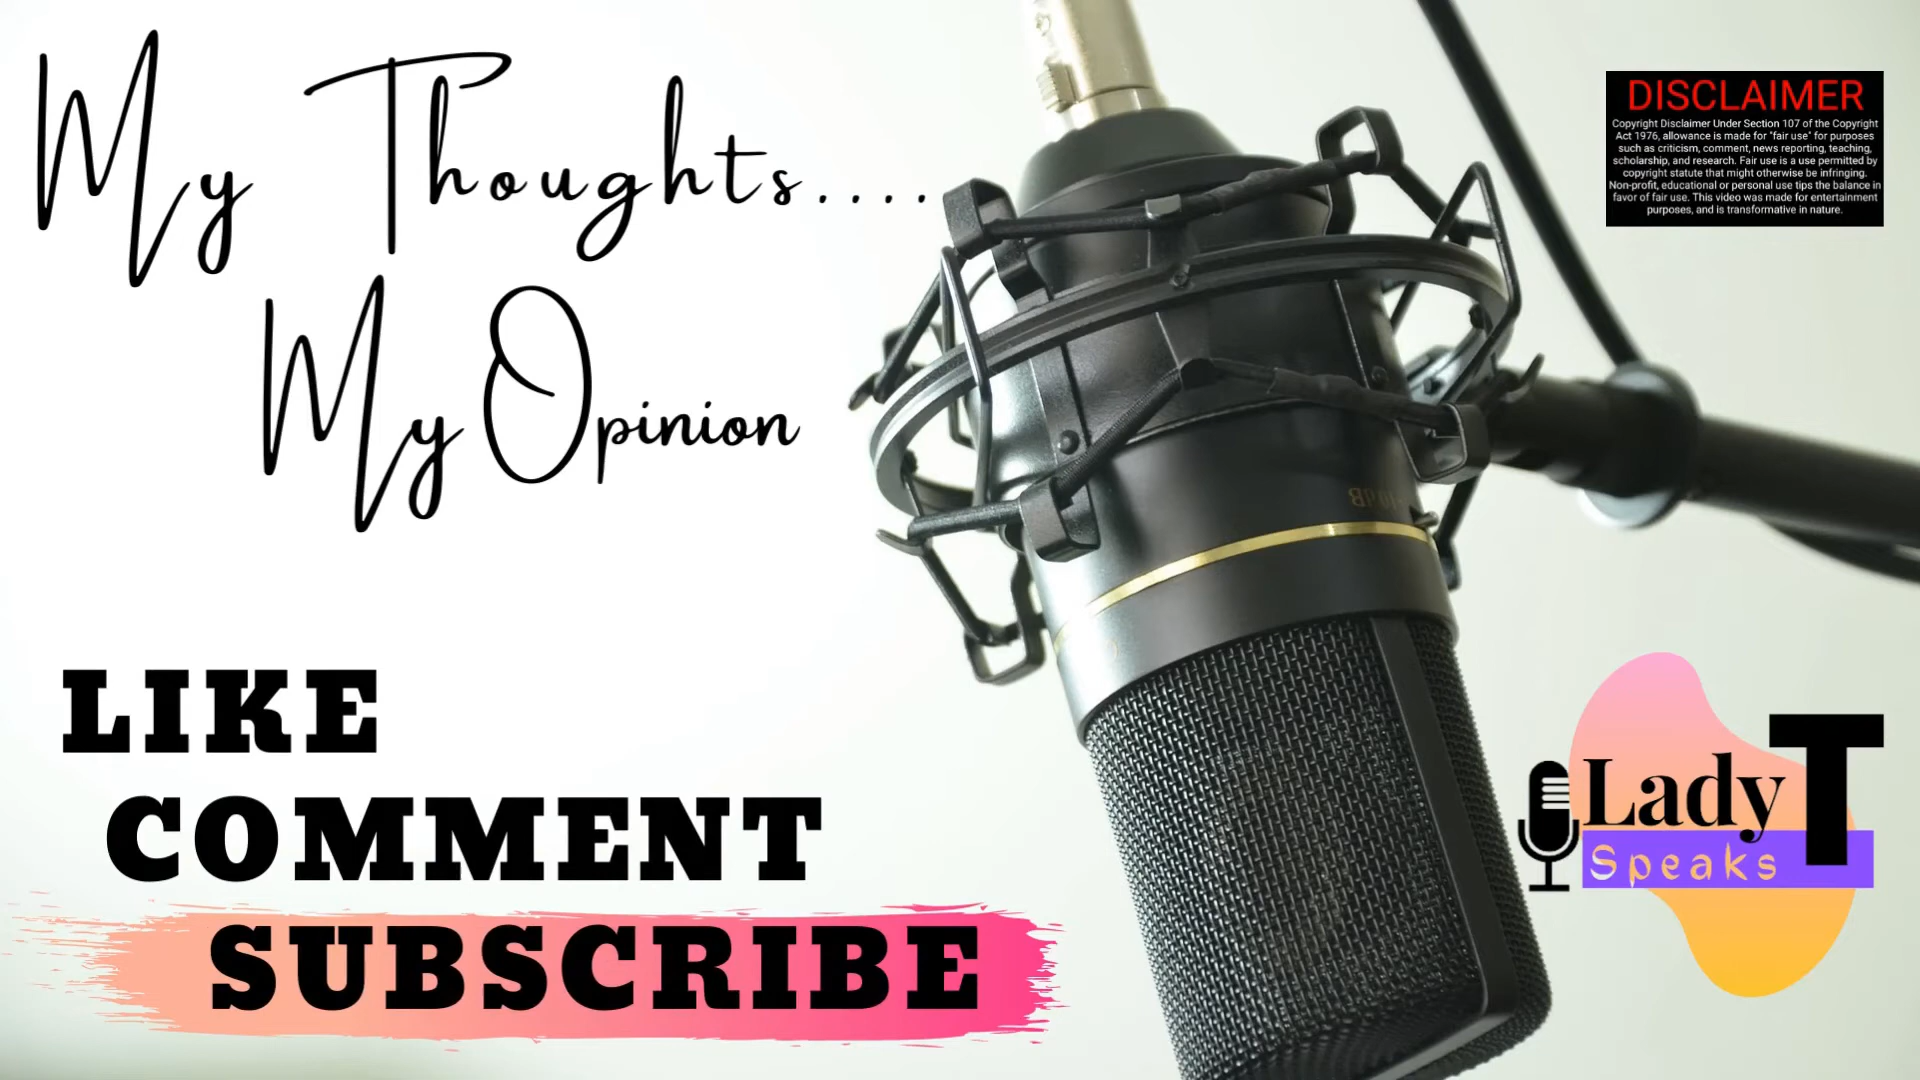 My Thoughts....
My Opinion
LIKE
COMMENT
SUBSCRIBE
DISCLAIMER
Copyright Disclaimer Under Section 107 of the Copyright
Act 1976, allowance is made for "fair use" for purposes
such as criticism, comment, news reporting, teaching,
scholarship, and research. Fair use is a use permitted by
copyright statute that might otherwise be infringing.
Non-profit, educational or personal use tips the balance in
favor of fair use. This video was made for entertainment
purposes, and is transformative in nature.
Lady T
Speaks